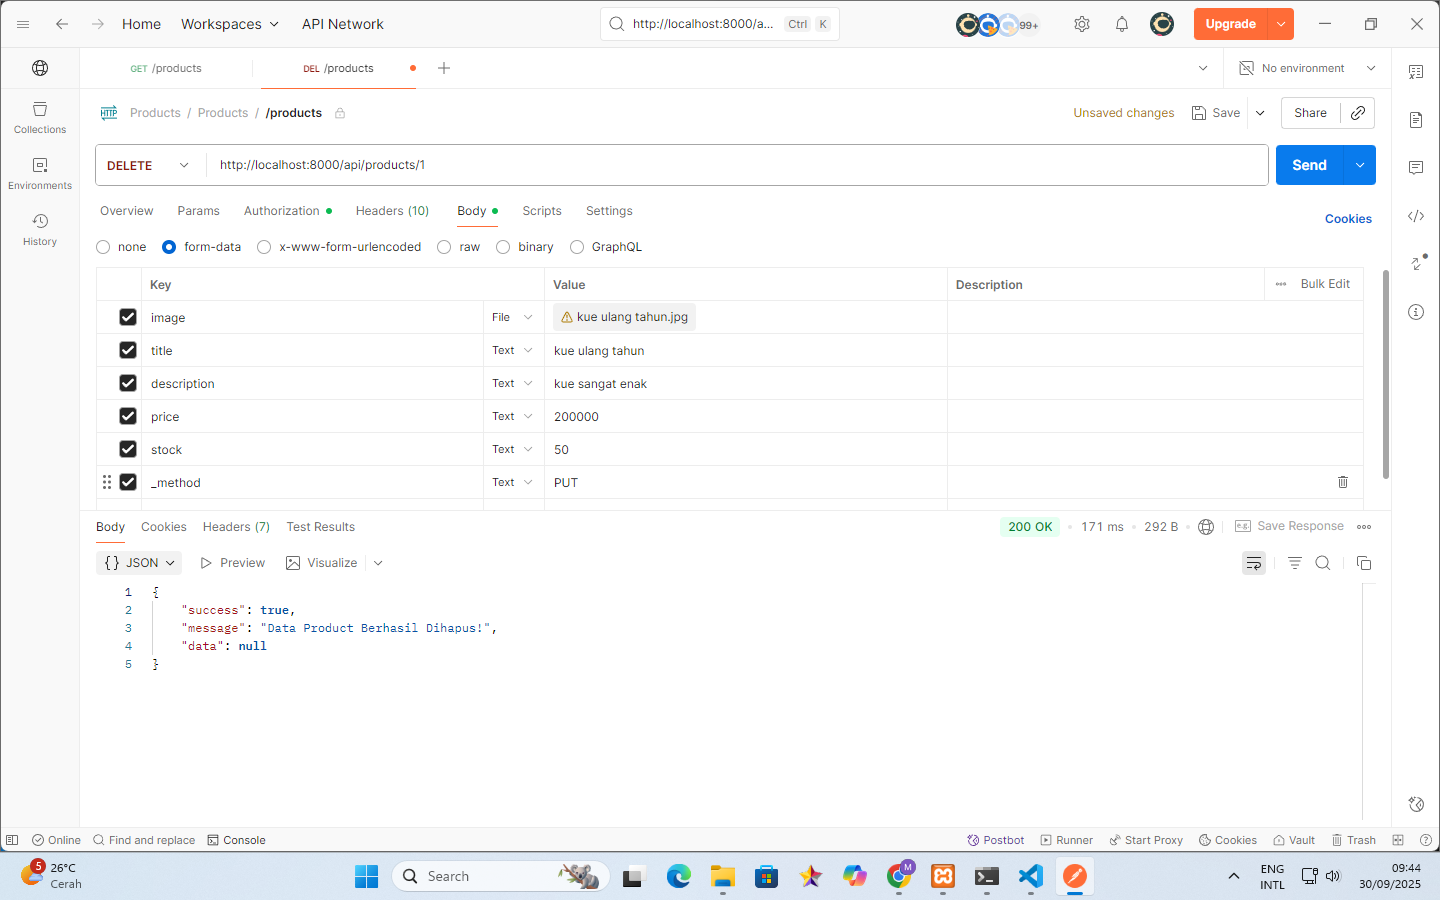 Home Workspaces API Network http://localhost:8000/a... Ctrl K 99+ Upgrade
GET /products DEL /products No environment
HTTP Products / Products / /products Unsaved changes Save Share
Collections
Environments
History
DELETE http://localhost:8000/api/products/1 Send
Overview Params Authorization Headers (10) Body Scripts Settings Cookies
none form-data x-www-form-urlencoded raw binary GraphQL
Key Value Description Bulk Edit
image File kue ulang tahun.jpg
title Text kue ulang tahun
description Text kue sangat enak
price Text 200000
stock Text 50
_method Text PUT
Body Cookies Headers (7) Test Results 200 OK 171 ms 292 B e.g. Save Response
{} JSON Preview Visualize
1 {
2 "success": true,
3 "message": "Data Product Berhasil Dihapus!",
4 "data": null
5 }
Online Find and replace Console Postbot Runner Start Proxy Cookies Vault Trash
5 26°C
Cerah
Search
M
ENG
INTL
09:44
30/09/2025